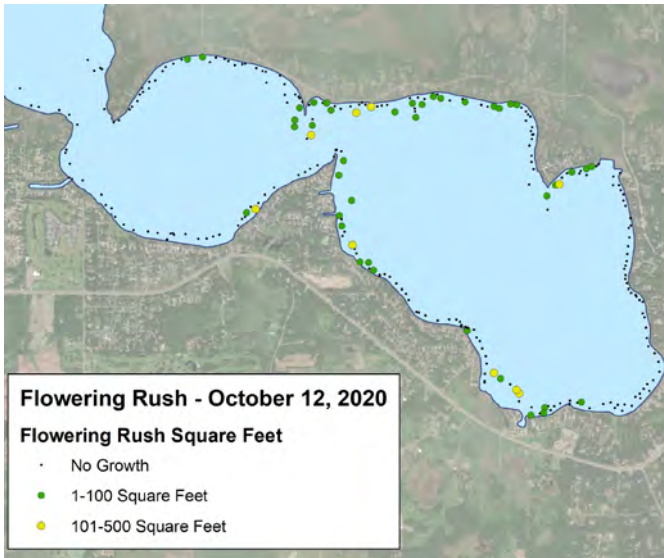 Flowering Rush - October 12, 2020
Flowering Rush Square Feet
No Growth
1-100 Square Feet
101-500 Square Feet